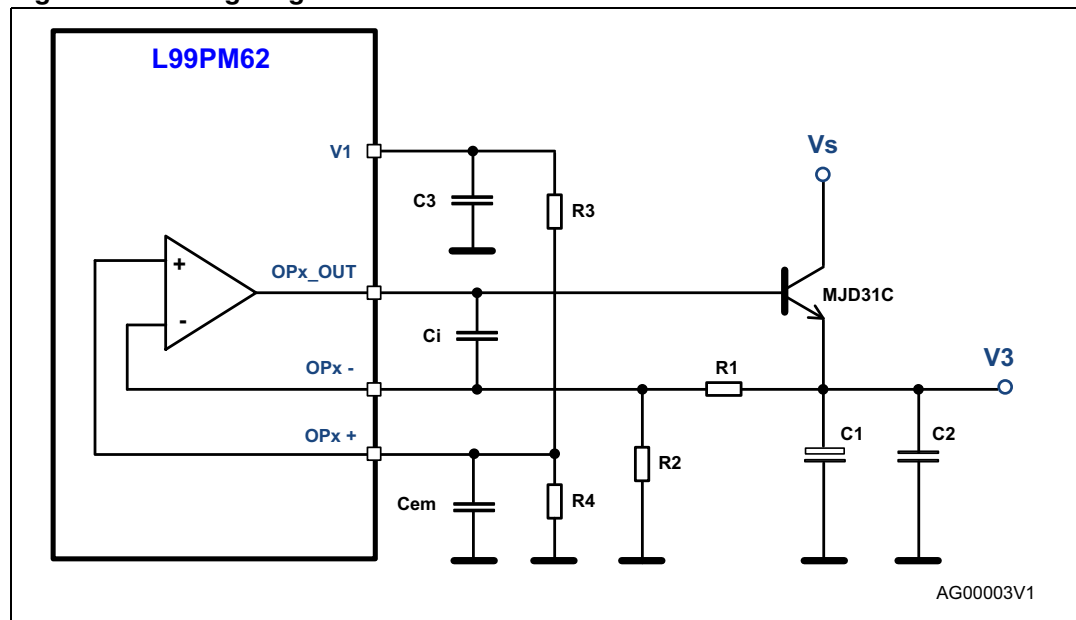 L99PM62
V1
Vs
C3
R3
+
OPx_OUT
MJD31C
-
Ci
V3
OPx -
R1
OPx +
C1
C2
R2
Cem
R4
AG00003V1